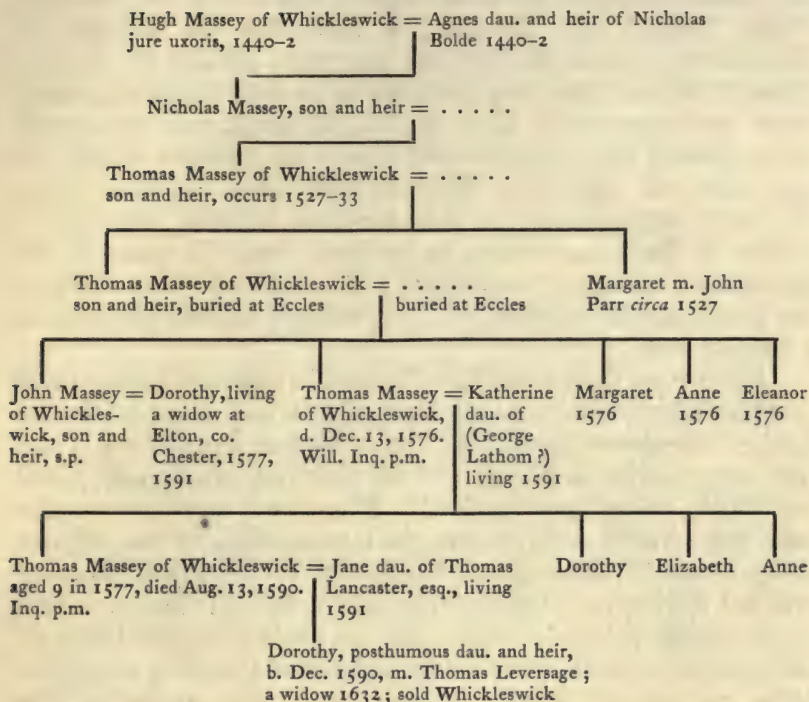 Hugh Massey of Whickleswick = Agnes dau. and heir of Nicholas
jure uxoris, 1440-2
Bolde 1440-2
Nicholas Massey, son and heir = . . . . .
Thomas Massey of Whickleswick = . . . . .
son and heir, occurs 1527-33
Thomas Massey of Whickleswick = . . . . .
son and heir, buried at Eccles
buried at Eccles
Margaret m. John
Parr circa 1527
John Massey =
of Whickles-
wick, son and
heir, s.p.
Dorothy, living
a widow at
Elton, co.
Chester, 1577,
1591
Thomas Massey =
of Whickleswick,
d. Dec. 13, 1576.
Will. Inq. p.m.
Katherine
dau. of
(George
Lathom ?)
living 1591
Margaret
1576
Anne
1576
Eleanor
1576
Thomas Massey of Whickleswick =
aged 9 in 1577, died Aug. 13, 1590.
Inq. p.m.
Jane dau. of Thomas
Lancaster, esq., living
1591
Dorothy
Elizabeth
Anne
Dorothy, posthumous dau. and heir,
b. Dec. 1590, m. Thomas Leversage ;
a widow 1632 ; sold Whickleswick